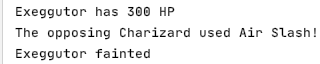 Exeggutor has 300 HP
The opposing Charizard used Air Slash!
Exeggutor fainted